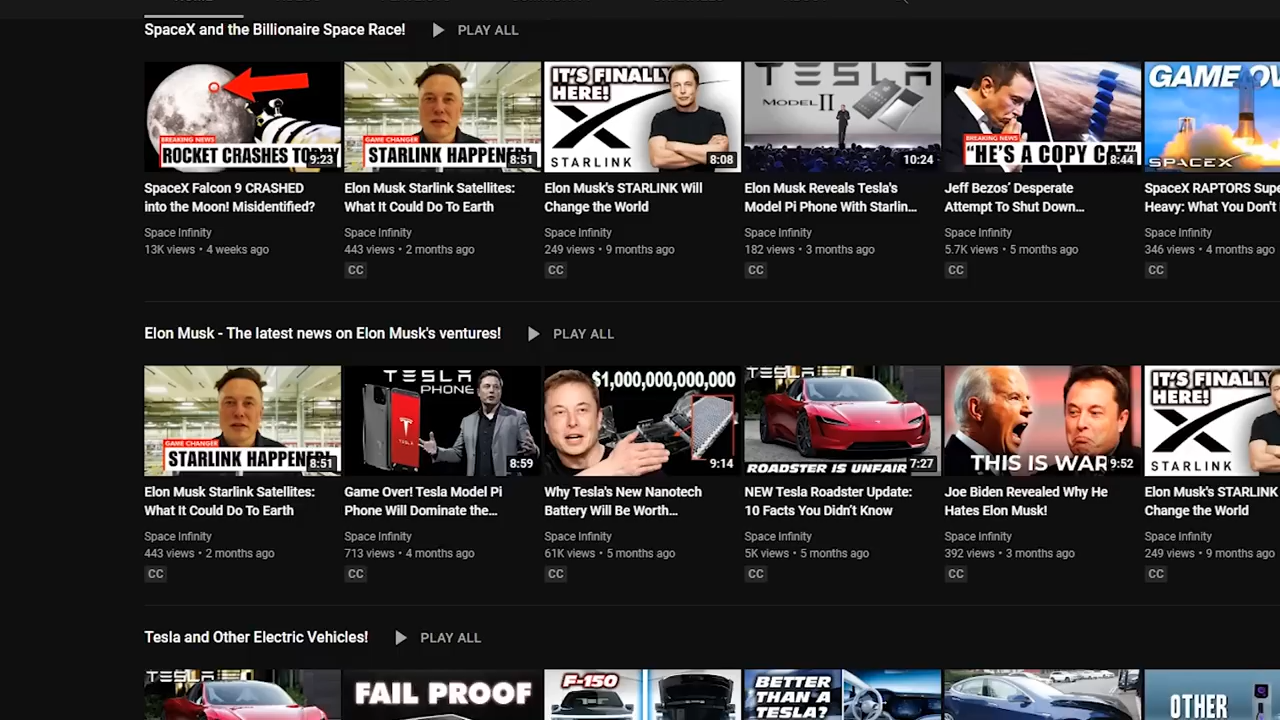 SpaceX and the Billionaire Space Race! PLAY ALL
BREAKING NEWS
ROCKET CRASHES TODAY
9:23
GAME CHANGER
STARLINK HAPPENED!
8:51
IT'S FINALLY
HERE!
STARLINK
8:08
TESLA
MODEL II
10:24
BREAKING NEWS
"HE'S A COPY CAT"
8:44
GAME OV
SPACEX
SpaceX Falcon 9 CRASHED
into the Moon! Misidentified?
Space Infinity
13K views • 4 weeks ago
Elon Musk Starlink Satellites:
What It Could Do To Earth
Space Infinity
443 views • 2 months ago
CC
Elon Musk's STARLINK Will
Change the World
Space Infinity
249 views • 9 months ago
CC
Elon Musk Reveals Tesla's
Model Pi Phone With Starlin...
Space Infinity
182 views • 3 months ago
CC
Jeff Bezos' Desperate
Attempt To Shut Down...
Space Infinity
5.7K views • 5 months ago
CC
SpaceX RAPTORS Sup
Heavy: What You Don't
Space Infinity
346 views • 4 months ago
CC
Elon Musk - The latest news on Elon Musk's ventures! PLAY ALL
GAME CHANGER
STARLINK HAPPENED!
8:51
TESLA
PHONE
TESLA
8:59
$1,000,000,000,000
9:14
TESLA
ROADSTER IS UNFAIR
7:27
THIS IS WAR
9:52
IT'S FINALLY
HERE!
STARLINK
Elon Musk Starlink Satellites:
What It Could Do To Earth
Space Infinity
443 views • 2 months ago
CC
Game Over! Tesla Model Pi
Phone Will Dominate the...
Space Infinity
713 views • 4 months ago
CC
Why Tesla's New Nanotech
Battery Will Be Worth...
Space Infinity
61K views • 5 months ago
CC
NEW Tesla Roadster Update:
10 Facts You Didn't Know
Space Infinity
5K views • 5 months ago
CC
Joe Biden Revealed Why He
Hates Elon Musk!
Space Infinity
392 views • 3 months ago
CC
Elon Musk's STARLINK
Change the World
Space Infinity
249 views • 9 months ago
CC
Tesla and Other Electric Vehicles! PLAY ALL
TESLA
FAIL PROOF
F-150
BETTER
THAN A
TESLA?
OTHER